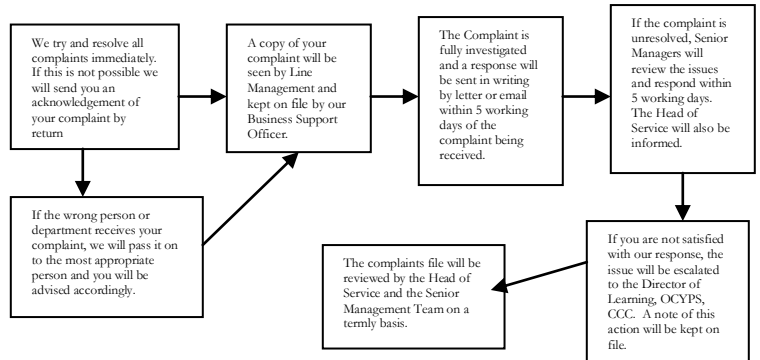 We try and resolve all
complaints immediately.
If this is not possible we
will send you an
acknowledgement of
your complaint by
return
A copy of your
complaint will be
seen by Line
Management and
kept on file by our
Business Support
Officer.
The Complaint is
fully investigated
and a response will
be sent in writing
by letter or email
within 5 working
days of the
complaint being
received.
If the complaint is
unresolved, Senior
Managers will
review the issues
and respond within
5 working days.
The Head of
Service will also be
informed.
If the wrong person or
department receives your
complaint, we will pass it on
to the most appropriate
person and you will be
advised accordingly.
If you are not satisfied
with our response, the
issue will be escalated
to the Director of
Learning, OCYPS,
CCC. A note of this
action will be kept on
file.
The complaints file will be
reviewed by the Head of
Service and the Senior
Management Team on a
termly basis.